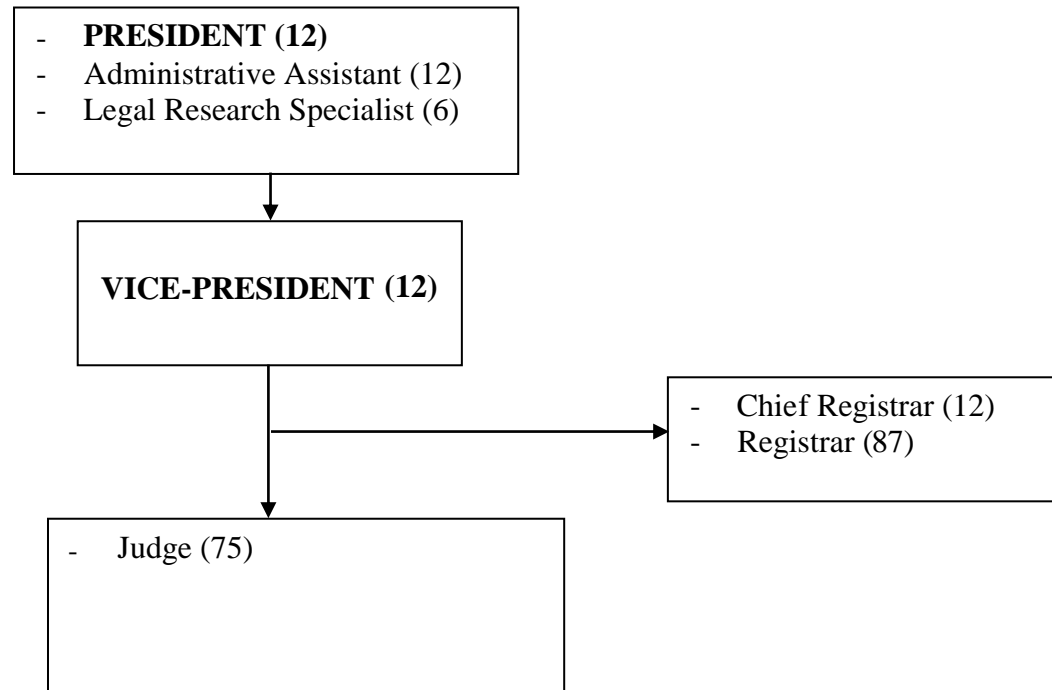 - PRESIDENT (12)
- Administrative Assistant (12)
- Legal Research Specialist (6)
VICE-PRESIDENT (12)
- Chief Registrar (12)
- Registrar (87)
- Judge (75)